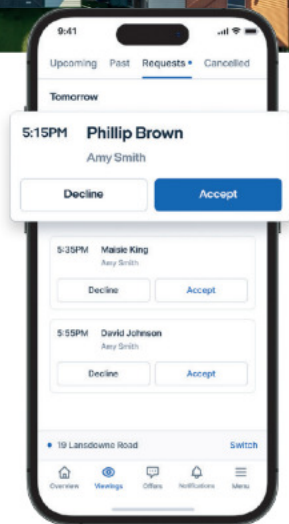 9:41
Upcoming Past Requests • Cancelled
Tomorrow
5:15PM Phillip Brown
Amy Smith
Decline Accept
5:35PM Maisie King
Amy Smith
Decline Accept
5:55PM David Johnson
Amy Smith
Decline Accept
• 19 Lansdowne Road Switch
Overview Viewings Offers Notifications Menu